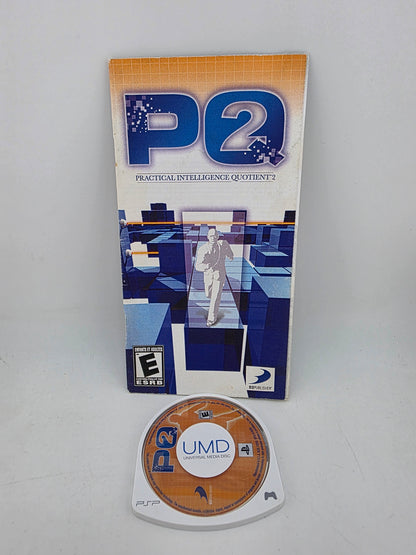 PQ2
PRACTICAL INTELLIGENCE QUOTIENT 2
ENFANTS ET ADULTES
E
ESRB
D3PUBLISHER
PQ2
E
UMD
UNIVERSAL MEDIA DISC
PSP